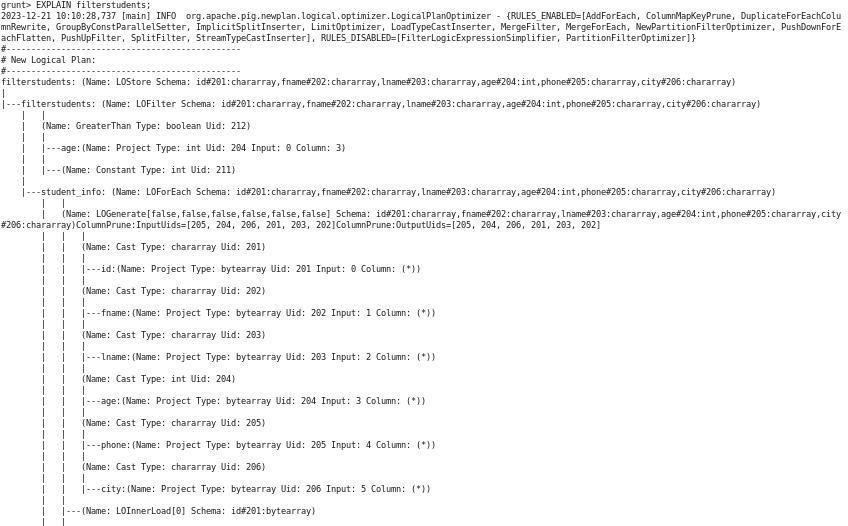 grunt> EXPLAIN filterstudents;
2023-12-21 10:10:28,737 [main] INFO  org.apache.pig.newplan.logical.optimizer.LogicalPlanOptimizer - {RULES_ENABLED=[AddForEach, ColumnMapKeyPrune, DuplicateForEachColu
mnRewrite, GroupByConstParallelSetter, ImplicitSplitInserter, LimitOptimizer, LoadTypeCastInserter, MergeFilter, MergeForEach, NewPartitionFilterOptimizer, PushDownForE
achFlatten, PushUpFilter, SplitFilter, StreamTypeCastInserter], RULES_DISABLED=[FilterLogicExpressionSimplifier, PartitionFilterOptimizer]}
#-----------------------------------------------
# New Logical Plan:
#-----------------------------------------------
filterstudents: (Name: LOStore Schema: id#201:chararray,fname#202:chararray,lname#203:chararray,age#204:int,phone#205:chararray,city#206:chararray)
|
|---filterstudents: (Name: LOFilter Schema: id#201:chararray,fname#202:chararray,lname#203:chararray,age#204:int,phone#205:chararray,city#206:chararray)
    |   |
    |   (Name: GreaterThan Type: boolean Uid: 212)
    |   |
    |   |---age:(Name: Project Type: int Uid: 204 Input: 0 Column: 3)
    |   |
    |   |---(Name: Constant Type: int Uid: 211)
    |
    |---student_info: (Name: LOForEach Schema: id#201:chararray,fname#202:chararray,lname#203:chararray,age#204:int,phone#205:chararray,city#206:chararray)
        |   |
        |   (Name: LOGenerate[false,false,false,false,false,false] Schema: id#201:chararray,fname#202:chararray,lname#203:chararray,age#204:int,phone#205:chararray,city
#206:chararray)ColumnPrune:InputUids=[205, 204, 206, 201, 203, 202]ColumnPrune:OutputUids=[205, 204, 206, 201, 203, 202]
        |   |   |
        |   |   (Name: Cast Type: chararray Uid: 201)
        |   |   |
        |   |   |---id:(Name: Project Type: bytearray Uid: 201 Input: 0 Column: (*))
        |   |   |
        |   |   (Name: Cast Type: chararray Uid: 202)
        |   |   |
        |   |   |---fname:(Name: Project Type: bytearray Uid: 202 Input: 1 Column: (*))
        |   |   |
        |   |   (Name: Cast Type: chararray Uid: 203)
        |   |   |
        |   |   |---lname:(Name: Project Type: bytearray Uid: 203 Input: 2 Column: (*))
        |   |   |
        |   |   (Name: Cast Type: int Uid: 204)
        |   |   |
        |   |   |---age:(Name: Project Type: bytearray Uid: 204 Input: 3 Column: (*))
        |   |   |
        |   |   (Name: Cast Type: chararray Uid: 205)
        |   |   |
        |   |   |---phone:(Name: Project Type: bytearray Uid: 205 Input: 4 Column: (*))
        |   |   |
        |   |   (Name: Cast Type: chararray Uid: 206)
        |   |   |
        |   |   |---city:(Name: Project Type: bytearray Uid: 206 Input: 5 Column: (*))
        |   |
        |   |---(Name: LOInnerLoad[0] Schema: id#201:bytearray)
        |   |